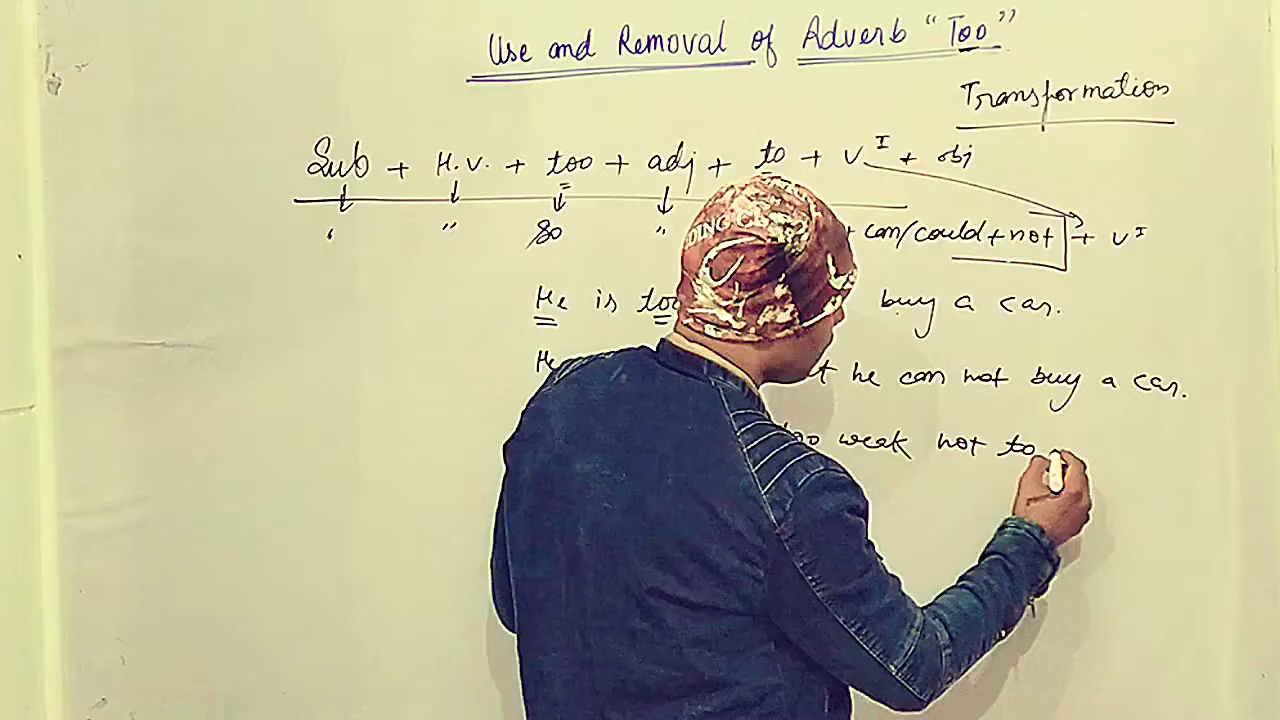 Use and Removal of Adverb "Too"
Transformation
Sub + H.V. + too + adj + to + V I + obj
" " so " + can/could + not + V I
He is too buy a car.
He t he can not buy a car.
too weak not to